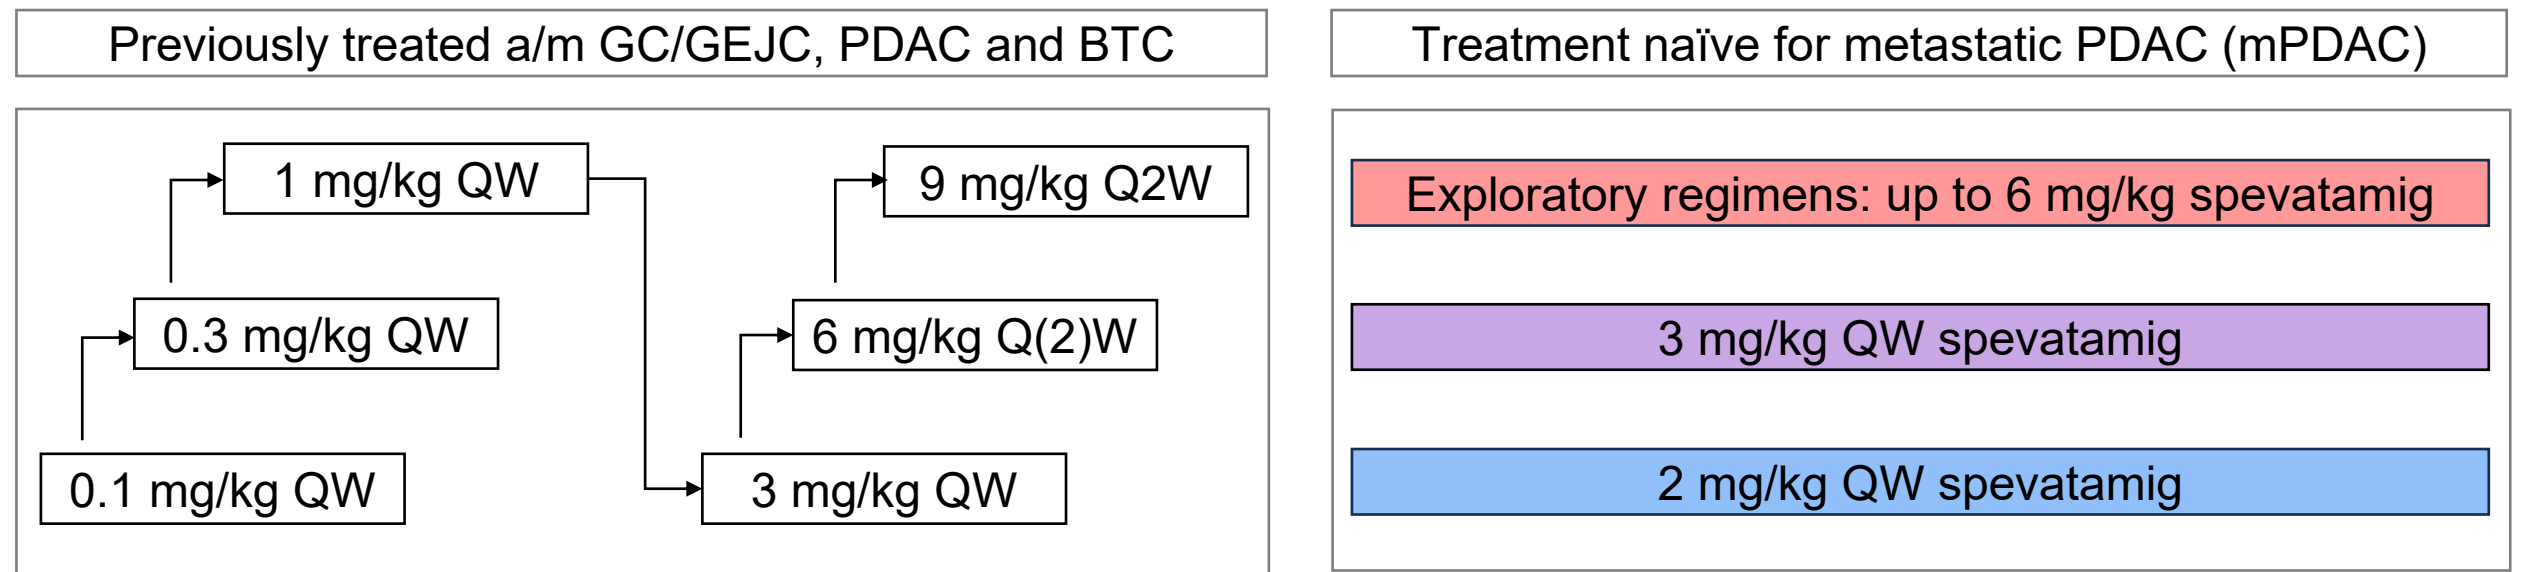 Previously treated a/m GC/GEJC, PDAC and BTC
0.1 mg/kg QW
0.3 mg/kg QW
1 mg/kg QW
3 mg/kg QW
6 mg/kg Q(2)W
9 mg/kg Q2W
Treatment naïve for metastatic PDAC (mPDAC)
Exploratory regimens: up to 6 mg/kg spevatamig
3 mg/kg QW spevatamig
2 mg/kg QW spevatamig